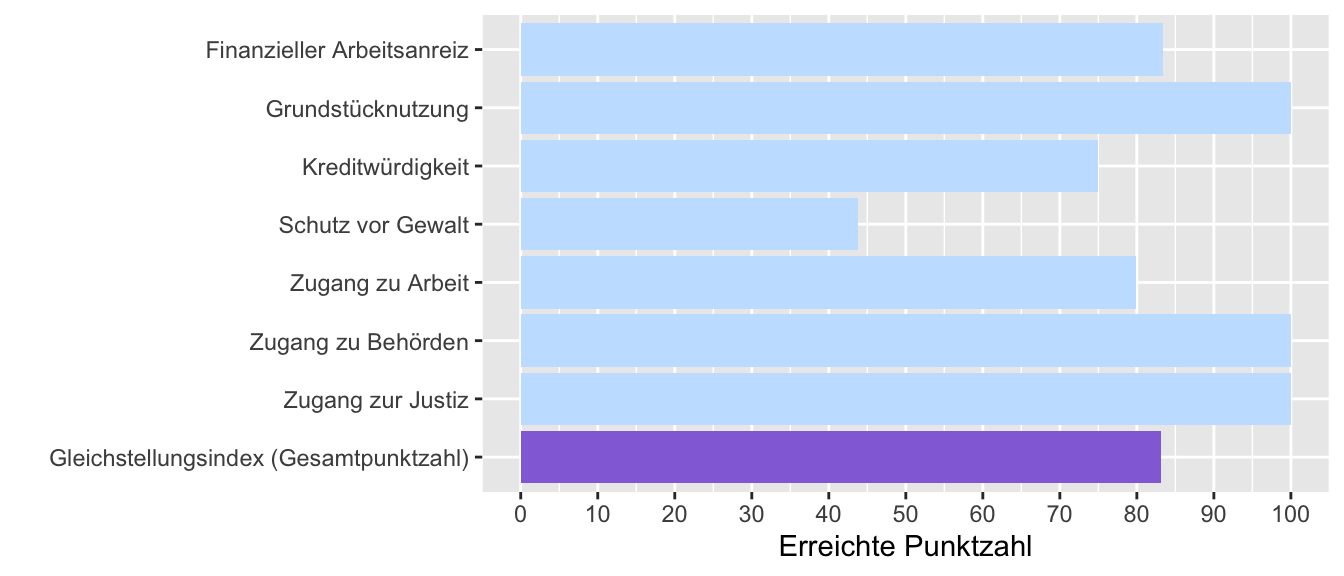 Finanzieller Arbeitsanreiz
Grundstücknutzung
Kreditwürdigkeit
Schutz vor Gewalt
Zugang zu Arbeit
Zugang zu Behörden
Zugang zur Justiz
Gleichstellungsindex (Gesamtpunktzahl)
0 10 20 30 40 50 60 70 80 90 100
Erreichte Punktzahl